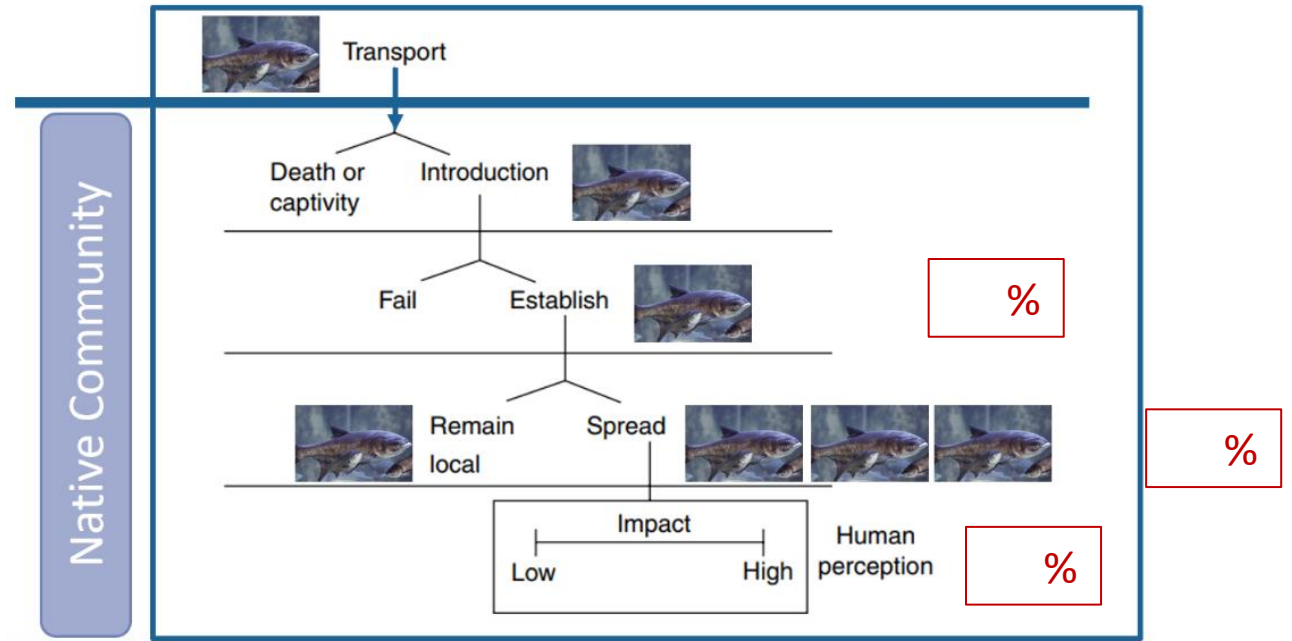 Transport
Native Community
Death or
captivity
Introduction
Fail
Establish
%
Remain
local
Spread
%
Impact
Low
High
Human
perception
%